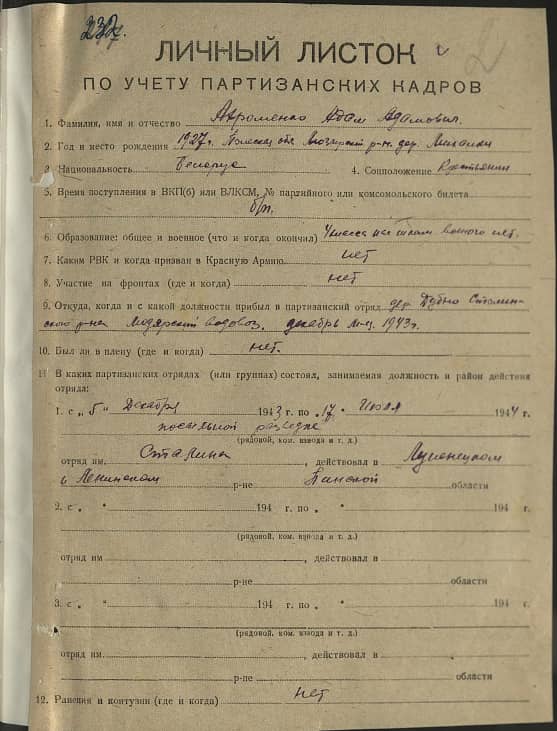 232
2
ЛИЧНЫЙ ЛИСТОК
ПО УЧЕТУ ПАРТИЗАНСКИХ КАДРОВ
1. Фамилия, имя и отчество Авраменко Адам Адамович.
2. Год и место рождения 1927 г. Полесская обл. р-н. дер.
3. Национальность Белорус 4. Соцположение Крестьянин
5. Время поступления в ВКП(б) или ВЛКСМ, № партийного или комсомольского билета
б/п.
6. Образование: общее и военное (что и когда окончил) 4 класса нет.
7. Каким РВК и когда призван в Красную Армию нет
8. Участие на фронтах (где и когда) нет
9. Откуда, когда и с какой должности прибыл в партизанский отряд дер.
декабрь м-ц. 1943 г.
10. Был ли в плену (где и когда) нет.
11 В каких партизанских отрядах (или группах) состоял, занимаемая должность и район действия
отряда:
1. с „5" Декабря 1943 г. по „17" Июля 1944 г.
(рядовой, ком. взвода и т. д.)
отряд им. Сталина, действовал в Лунинецком
и Ленинском р-не Пинской области
2. с „ " 194 г. по „ " 194 г.
(рядовой, ком. взвода и т. д.)
отряд им , действовал в
р-не области
3. с „ " 194 г. по „ " 194 г.
(рядовой, ком. взвода и т. д.)
отряд им. , действовал в
р-не области
12. Ранения и контузии (где и когда) нет